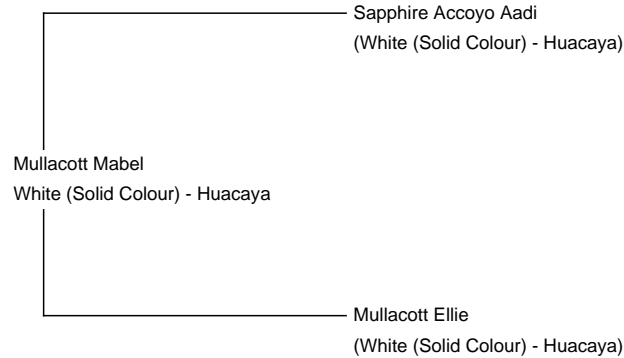 Sapphire Accoyo Aadi
(White (Solid Colour) - Huacaya)
Mullacott Mabel
White (Solid Colour) - Huacaya
Mullacott Ellie
(White (Solid Colour) - Huacaya)